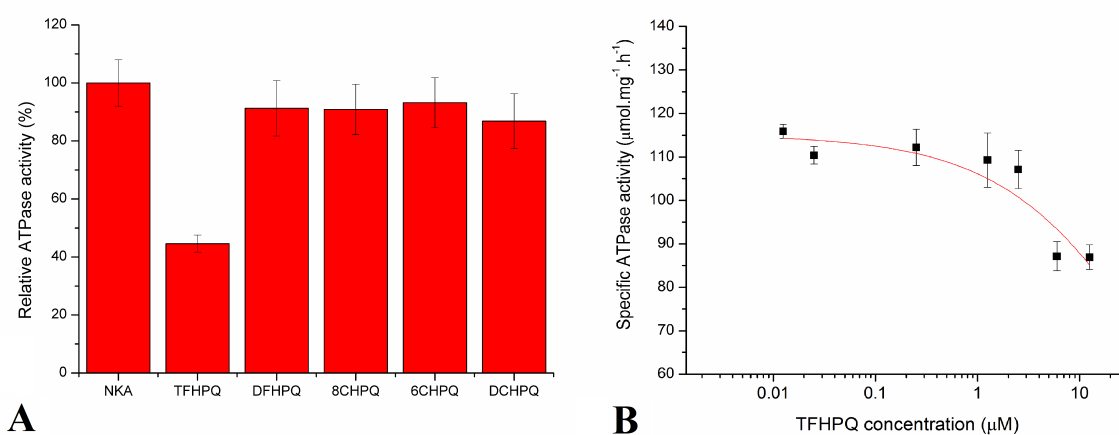 120
100
80
60
40
20
0
Relative ATPase activity (%)
NKA TFHPQ DFHPQ 8CHPQ 6CHPQ DCHPQ
A
140
130
120
110
100
90
80
70
60
Specific ATPase activity (μmol.mg⁻¹.h⁻¹)
0.01 0.1 1 10
TFHPQ concentration (μM)
B